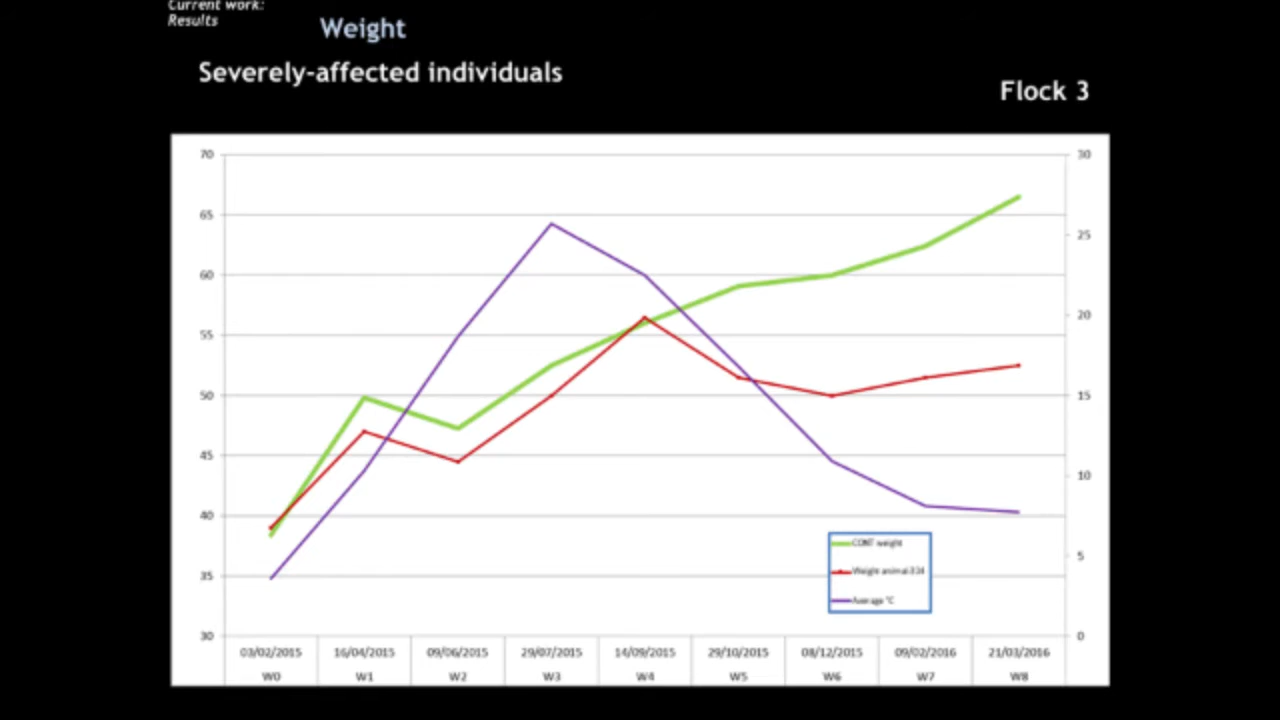 Current work:
Results
Weight
Severely-affected individuals
Flock 3
70
65
60
55
50
45
40
35
30
30
25
20
15
10
5
0
CONT weight
Weight animal 334
Average °C
03/02/2015 16/04/2015 09/06/2015 29/07/2015 14/09/2015 29/10/2015 08/12/2015 09/02/2016 21/03/2016
W0 W1 W2 W3 W4 W5 W6 W7 W8